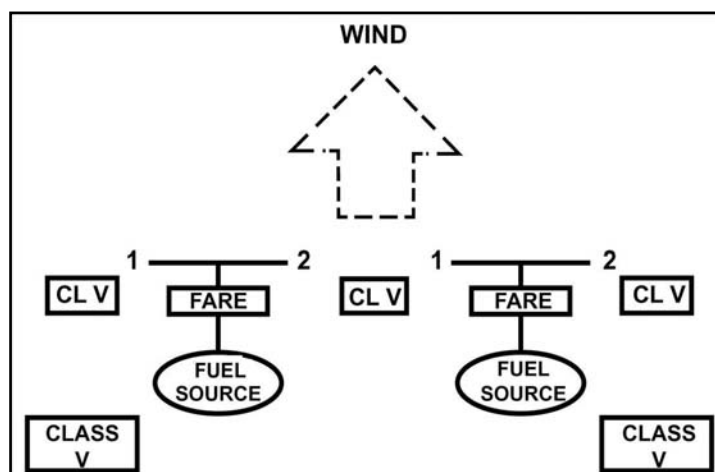 WIND
1 2 1 2
CL V FARE CL V FARE CL V
FUEL
SOURCE
FUEL
SOURCE
CLASS
V
CLASS
V